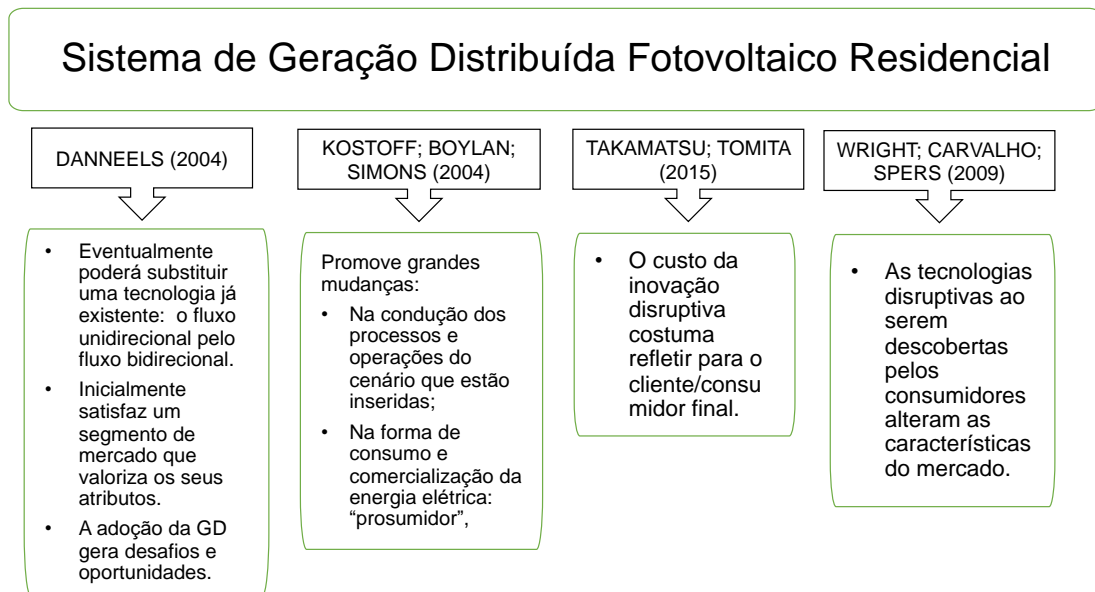 Sistema de Geração Distribuída Fotovoltaico Residencial
DANNEELS (2004)
• Eventualmente
poderá substituir
uma tecnologia já
existente: o fluxo
unidirecional pelo
fluxo bidirecional.
• Inicialmente
satisfaz um
segmento de
mercado que
valoriza os seus
atributos.
• A adoção da GD
gera desafios e
oportunidades.
KOSTOFF; BOYLAN;
SIMONS (2004)
Promove grandes
mudanças:
• Na condução dos
processos e
operações do
cenário que estão
inseridas;
• Na forma de
consumo e
comercialização da
energia elétrica:
“prosumidor”,
TAKAMATSU; TOMITA
(2015)
• O custo da
inovação
disruptiva
costuma
refletir para o
cliente/consu
midor final.
WRIGHT; CARVALHO;
SPERS (2009)
• As tecnologias
disruptivas ao
serem
descobertas
pelos
consumidores
alteram as
características
do mercado.